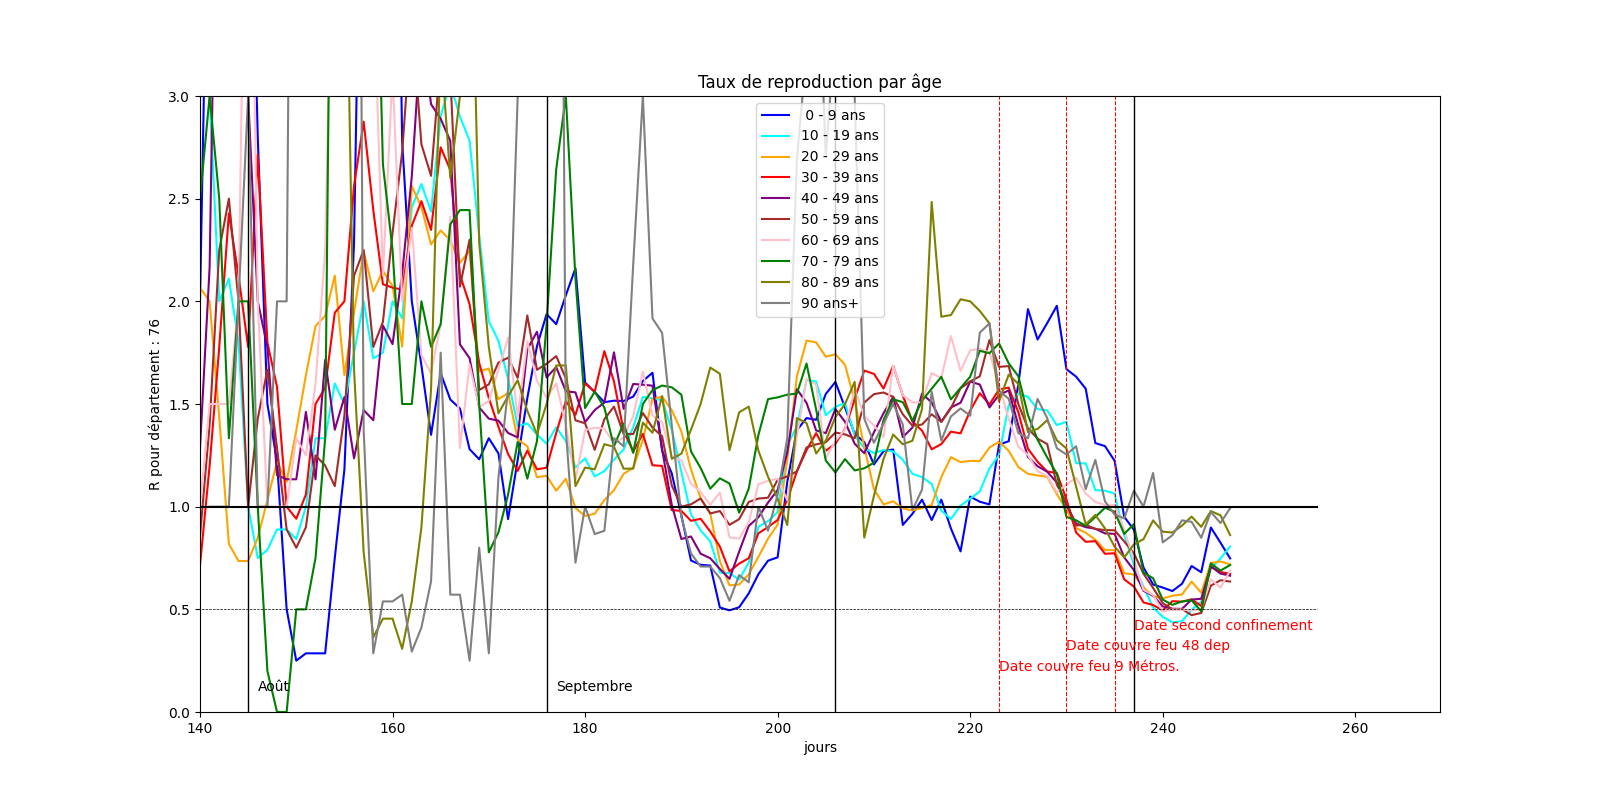 Taux de reproduction par âge
R pour département : 76
3.0
2.5
2.0
1.5
1.0
0.5
0.0
0 - 9 ans
10 - 19 ans
20 - 29 ans
30 - 39 ans
40 - 49 ans
50 - 59 ans
60 - 69 ans
70 - 79 ans
80 - 89 ans
90 ans+
Date second confinement
Date couvre feu 48 dep
Date couvre feu 9 Métros.
Août
Septembre
140 160 180 200 220 240 260
jours